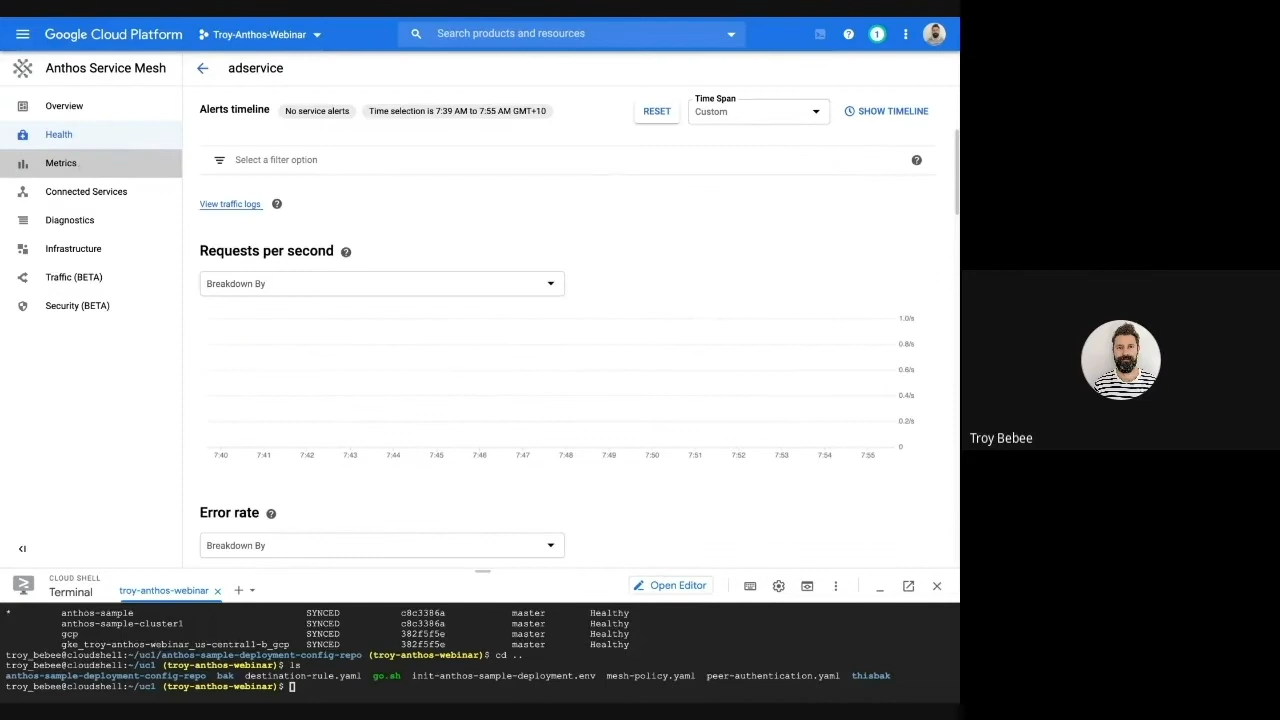 Google Cloud Platform Troy-Anthos-Webinar Search products and resources 1
Anthos Service Mesh
adservice
Overview
Health
Metrics
Connected Services
Diagnostics
Infrastructure
Traffic (BETA)
Security (BETA)
Alerts timeline No service alerts Time selection is 7:39 AM to 7:55 AM GMT+10 RESET
Time Span
Custom
SHOW TIMELINE
Select a filter option
View traffic logs
Requests per second
Breakdown By
1.0/s
0.8/s
0.6/s
0.4/s
0.2/s
0
7:40 7:41 7:42 7:43 7:44 7:45 7:46 7:47 7:48 7:49 7:50 7:51 7:52 7:53 7:54 7:55
Error rate
Breakdown By
CLOUD SHELL
Terminal
troy-anthos-webinar
Open Editor
* anthos-sample SYNCED c8c3386a master Healthy
anthos-sample-cluster1 SYNCED c8c3386a master Healthy
gcp SYNCED 382f5f5e master Healthy
gke_troy-anthos-webinar_us-central1-b_gcp SYNCED 382f5f5e master Healthy
troy_bebee@cloudshell:~/uc1/anthos-sample-deployment-config-repo (troy-anthos-webinar)$ cd ..
troy_bebee@cloudshell:~/uc1 (troy-anthos-webinar)$ ls
anthos-sample-deployment-config-repo bak destination-rule.yaml go.sh init-anthos-sample-deployment.env mesh-policy.yaml peer-authentication.yaml thisbak
troy_bebee@cloudshell:~/uc1 (troy-anthos-webinar)$
Troy Bebee